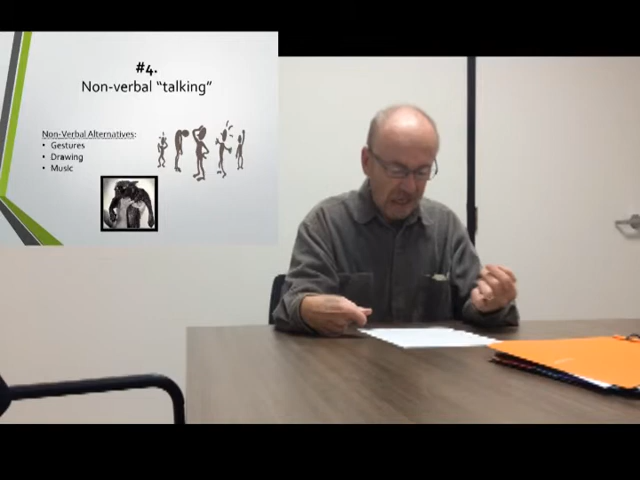 #4.
Non-verbal “talking”
Non-Verbal Alternatives:
• Gestures
• Drawing
• Music